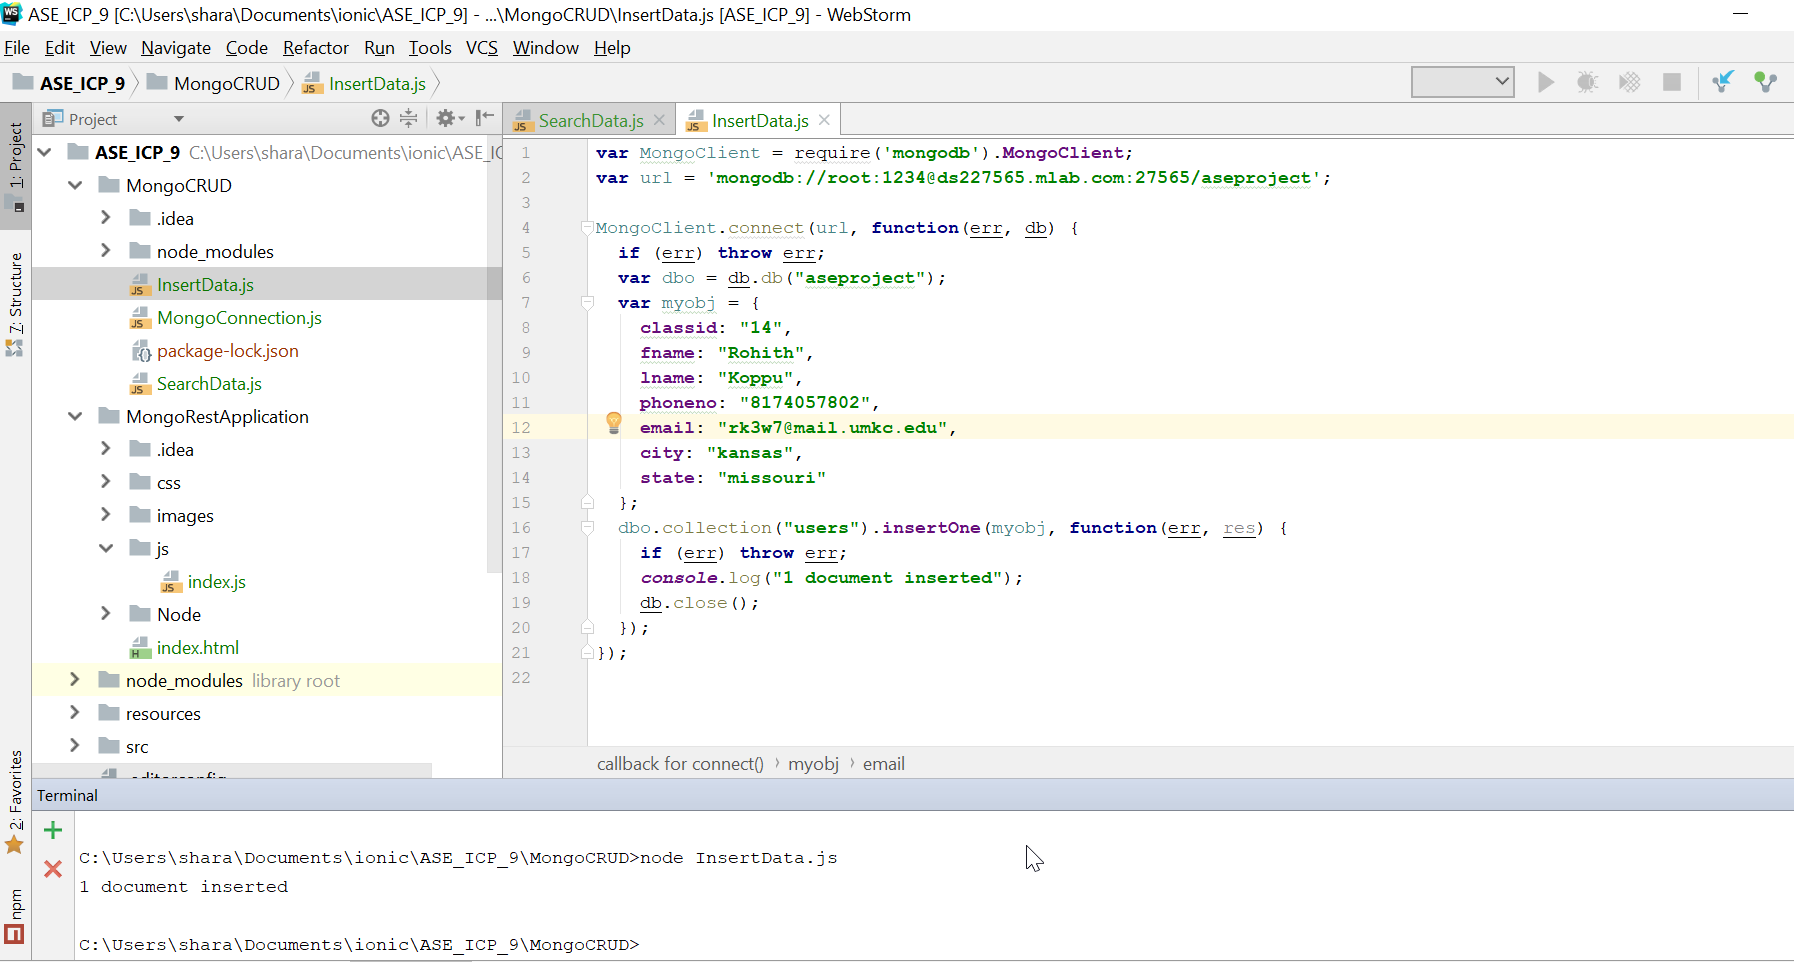 WS ASE_ICP_9 [C:\Users\shara\Documents\ionic\ASE_ICP_9] - ...\MongoCRUD\InsertData.js [ASE_ICP_9] - WebStorm
File Edit View Navigate Code Refactor Run Tools VCS Window Help
ASE_ICP_9 MongoCRUD InsertData.js
Project
SearchData.js InsertData.js
1: Project
7: Structure
2: Favorites
npm
ASE_ICP_9 C:\Users\shara\Documents\ionic\ASE_IC
MongoCRUD
.idea
node_modules
InsertData.js
MongoConnection.js
package-lock.json
SearchData.js
MongoRestApplication
.idea
css
images
js
index.js
Node
index.html
node_modules library root
resources
src
.editorconfig
1 var MongoClient = require('mongodb').MongoClient;
2 var url = 'mongodb://root:1234@ds227565.mlab.com:27565/aseproject';
3
4 MongoClient.connect(url, function(err, db) {
5 if (err) throw err;
6 var dbo = db.db("aseproject");
7 var myobj = {
8 classid: "14",
9 fname: "Rohith",
10 lname: "Koppu",
11 phoneno: "8174057802",
12 email: "rk3w7@mail.umkc.edu",
13 city: "kansas",
14 state: "missouri"
15 };
16 dbo.collection("users").insertOne(myobj, function(err, res) {
17 if (err) throw err;
18 console.log("1 document inserted");
19 db.close();
20 });
21 });
22
callback for connect() › myobj › email
Terminal
C:\Users\shara\Documents\ionic\ASE_ICP_9\MongoCRUD>node InsertData.js
1 document inserted
C:\Users\shara\Documents\ionic\ASE_ICP_9\MongoCRUD>